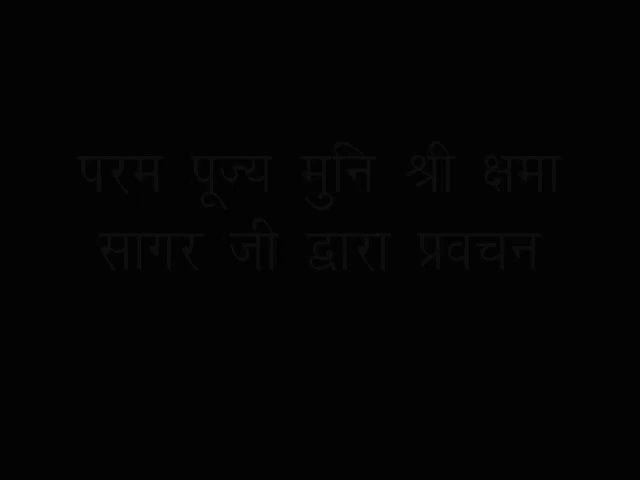 परम पूज्य मुनि श्री क्षमा
सागर जी द्वारा प्रवचन